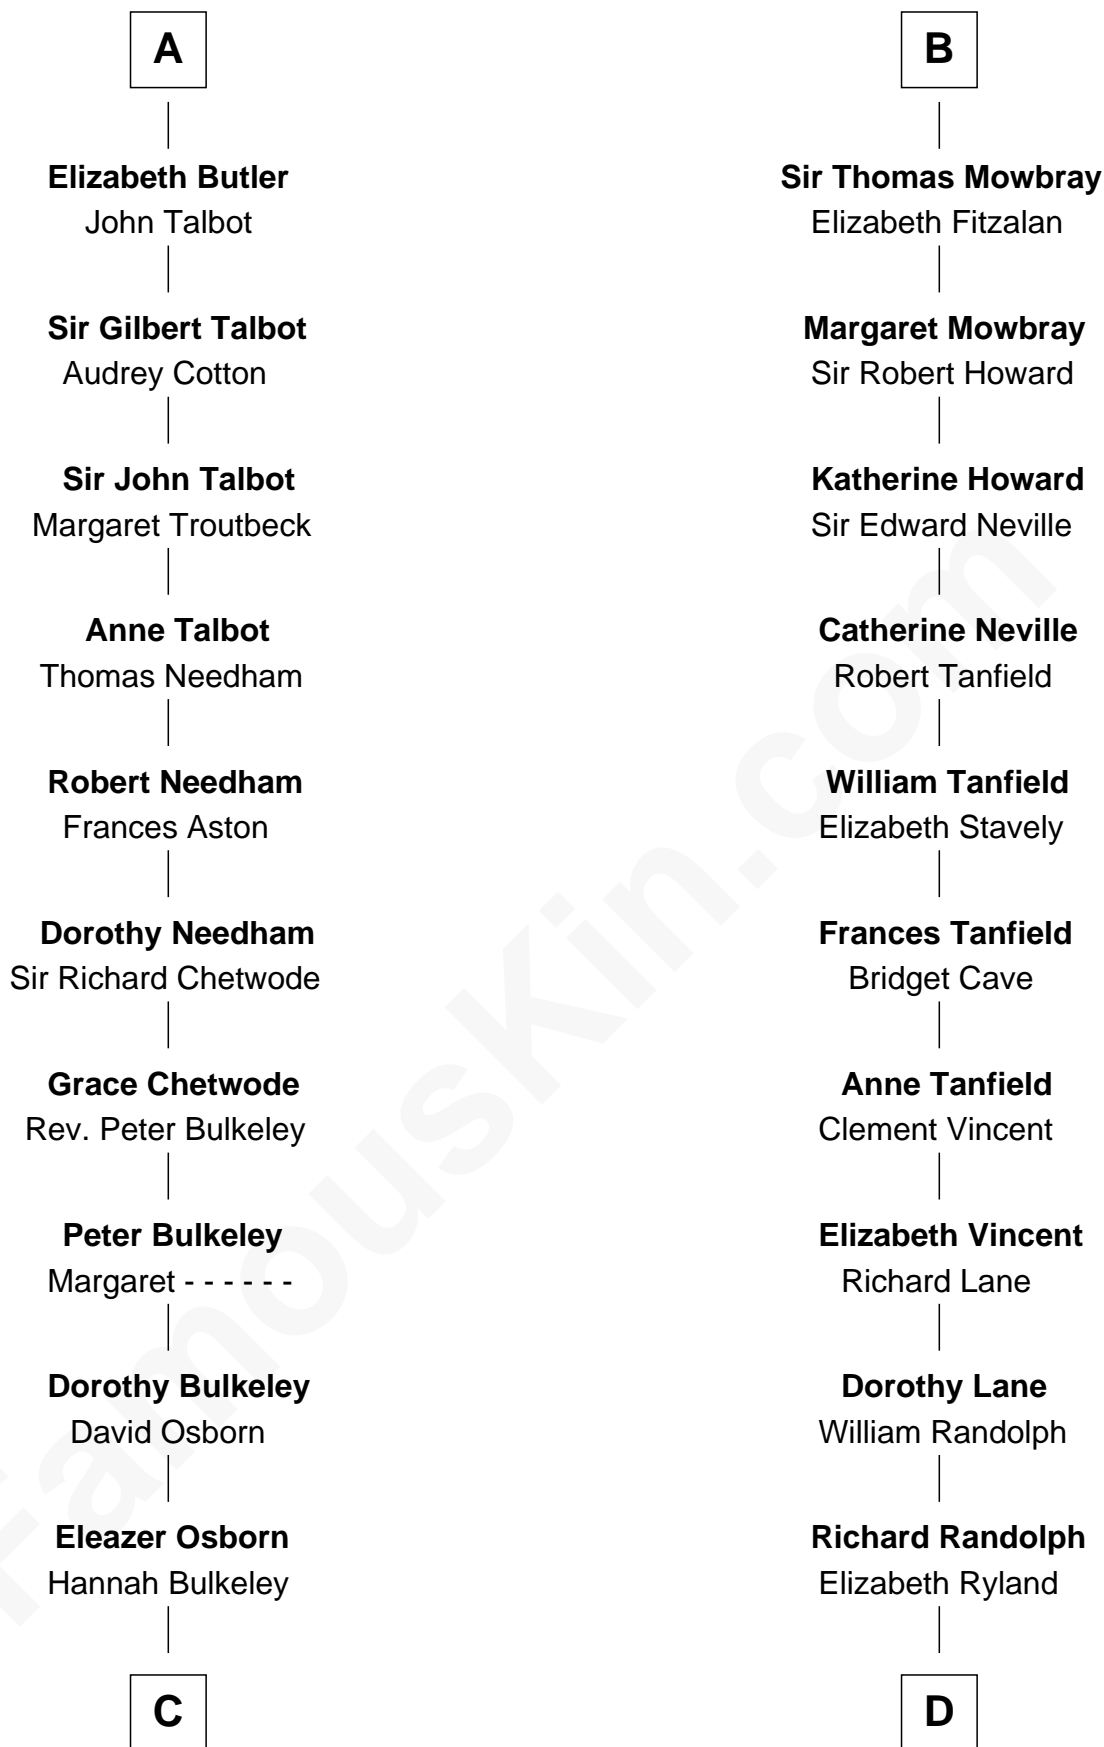 A
Elizabeth Butler
John Talbot
Sir Gilbert Talbot
Audrey Cotton
Sir John Talbot
Margaret Troutbeck
Anne Talbot
Thomas Needham
Robert Needham
Frances Aston
Dorothy Needham
Sir Richard Chetwode
Grace Chetwode
Rev. Peter Bulkeley
Peter Bulkeley
Margaret - - - - - -
Dorothy Bulkeley
David Osborn
Eleazer Osborn
Hannah Bulkeley
C
B
Sir Thomas Mowbray
Elizabeth Fitzalan
Margaret Mowbray
Sir Robert Howard
Katherine Howard
Sir Edward Neville
Catherine Neville
Robert Tanfield
William Tanfield
Elizabeth Stavely
Frances Tanfield
Bridget Cave
Anne Tanfield
Clement Vincent
Elizabeth Vincent
Richard Lane
Dorothy Lane
William Randolph
Richard Randolph
Elizabeth Ryland
D
FamousKin.com